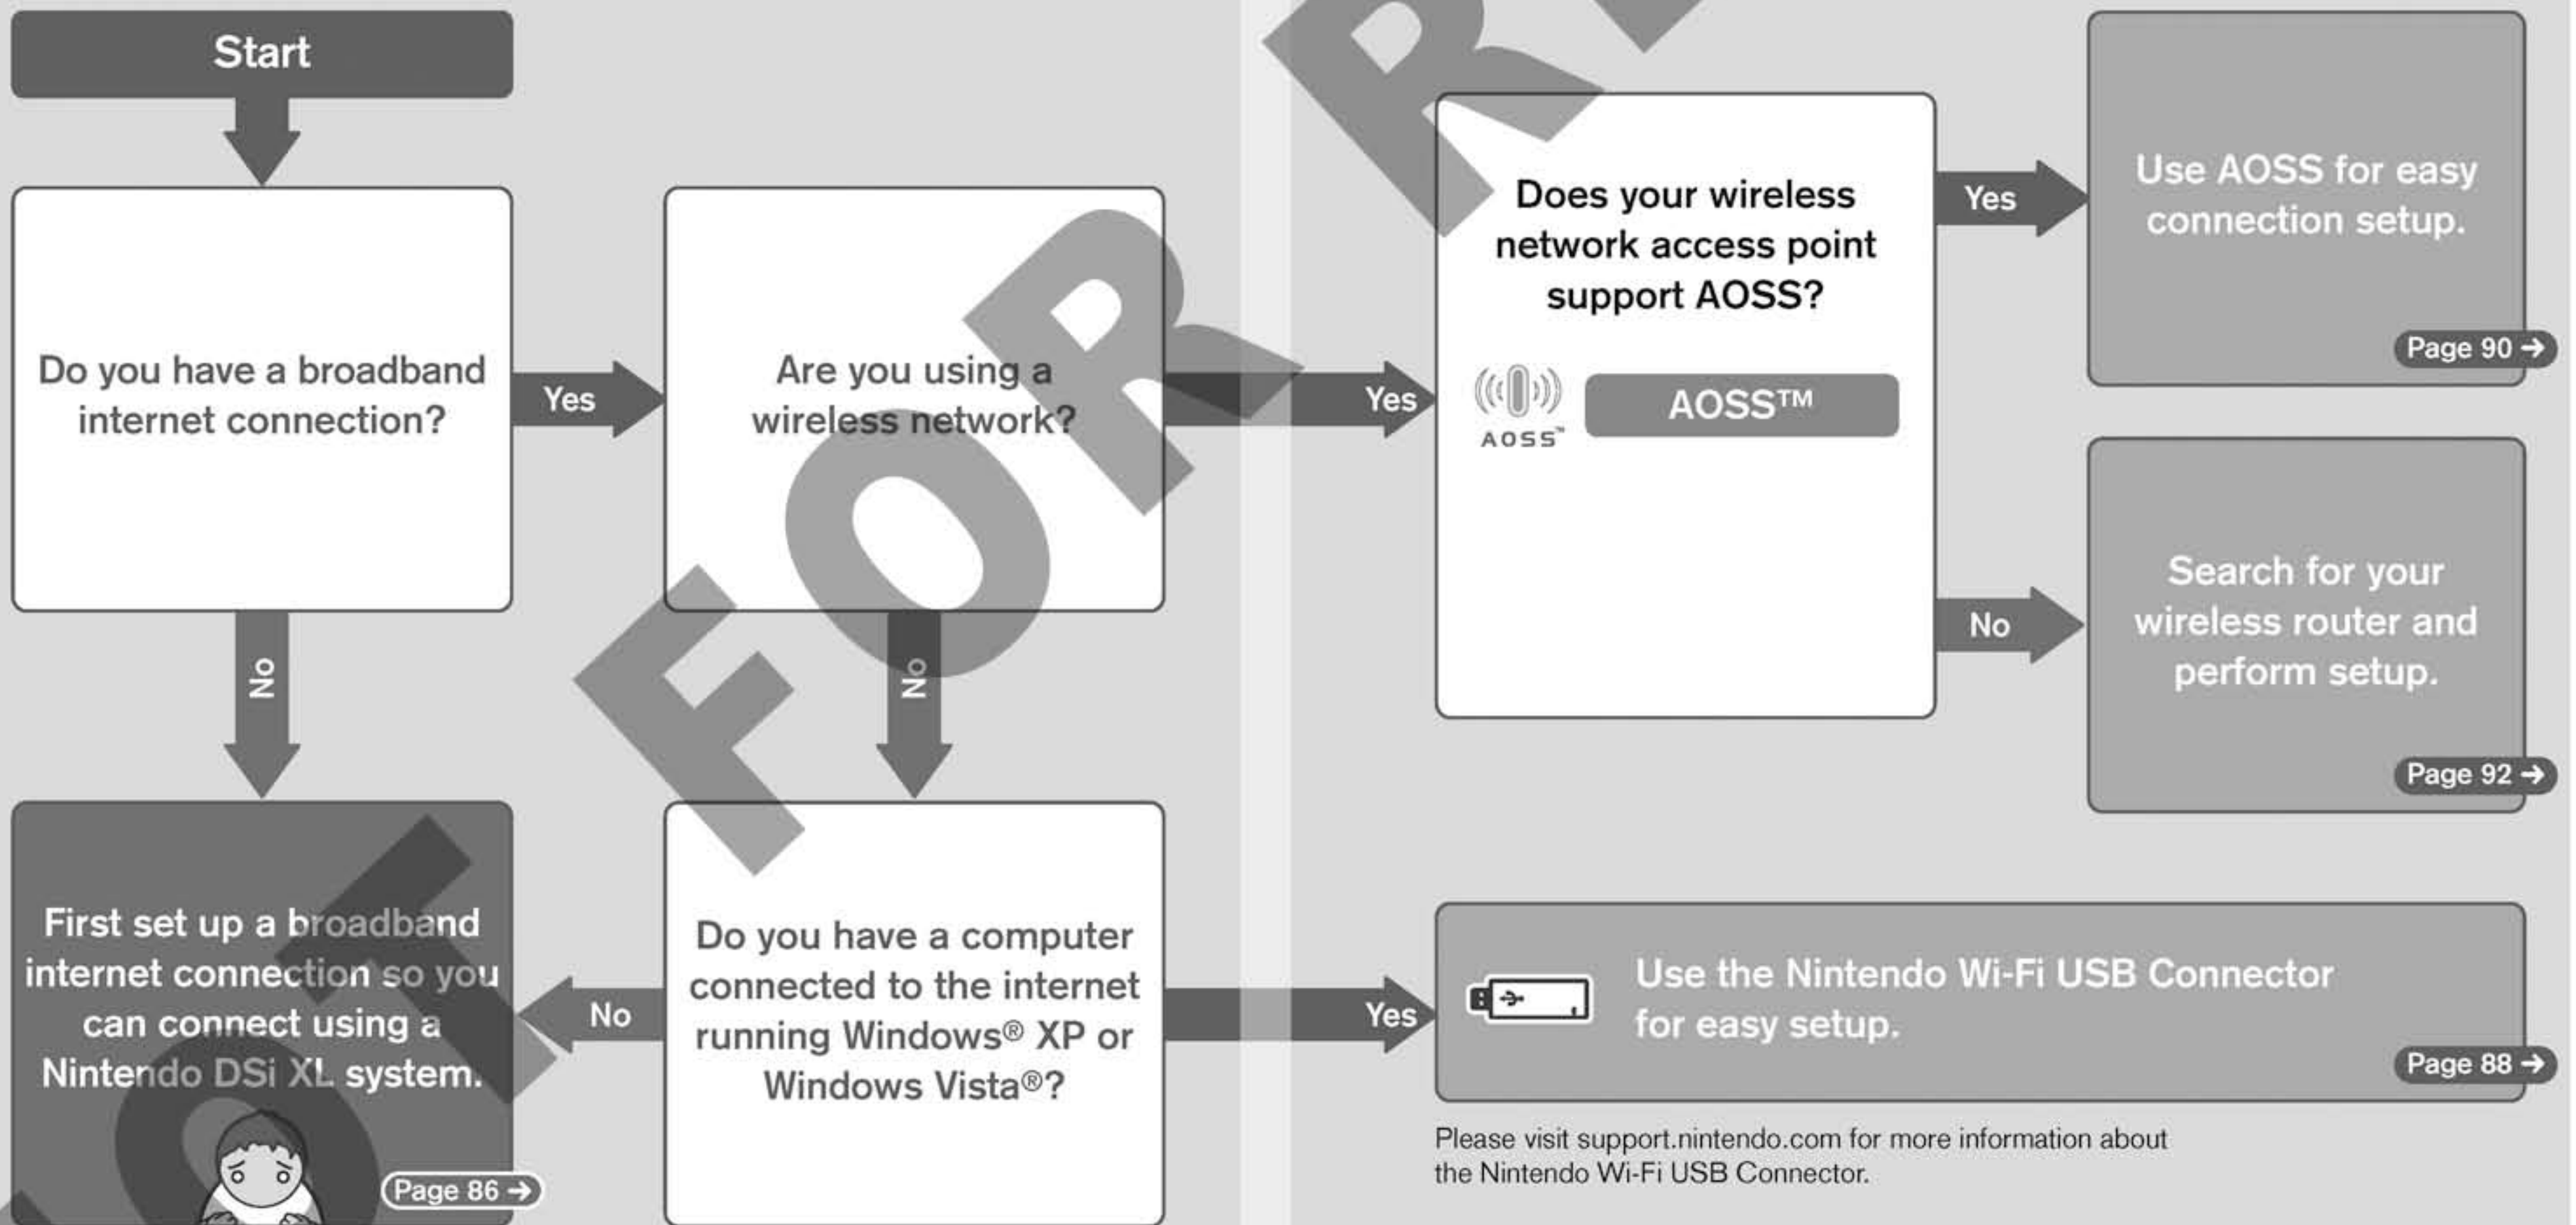 Start
Do you have a broadband
internet connection?
Yes
No
Are you using a
wireless network?
Yes
No
Does your wireless
network access point
support AOSS?
AOSS™
AOSS™
Yes
Use AOSS for easy
connection setup.
Page 90 →
No
Search for your
wireless router and
perform setup.
Page 92 →
First set up a broadband
internet connection so you
can connect using a
Nintendo DSi XL system.
Page 86 →
No
Do you have a computer
connected to the internet
running Windows® XP or
Windows Vista®?
Yes
Use the Nintendo Wi-Fi USB Connector
for easy setup.
Page 88 →
Please visit support.nintendo.com for more information about
the Nintendo Wi-Fi USB Connector.
OT FOR R